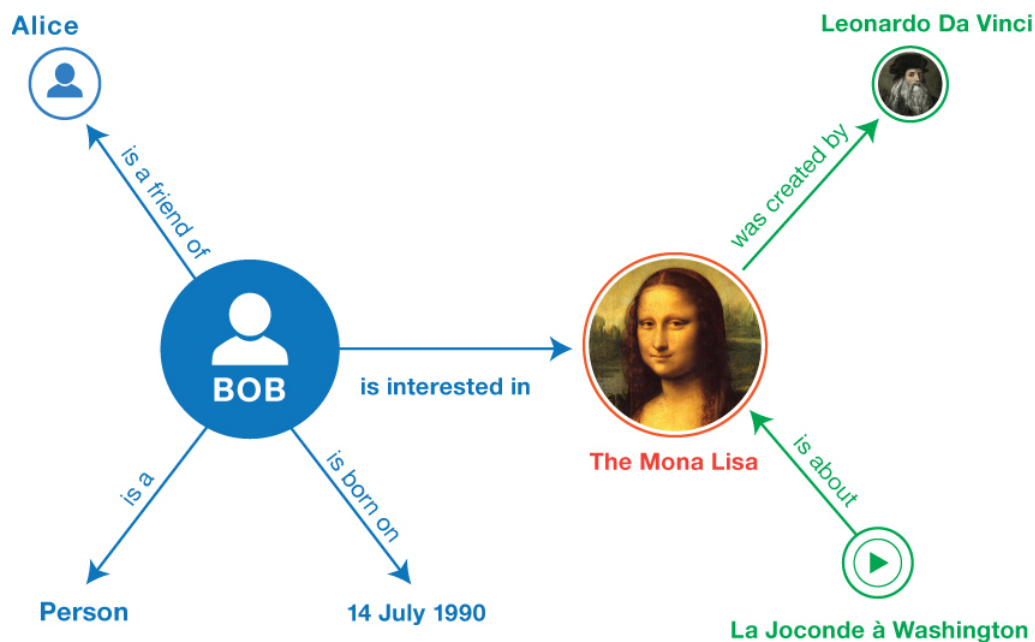 Alice
Leonardo Da Vinci
is a friend of
was created by
BOB
is interested in
The Mona Lisa
is a
is born on
is about
Person
14 July 1990
La Joconde à Washington